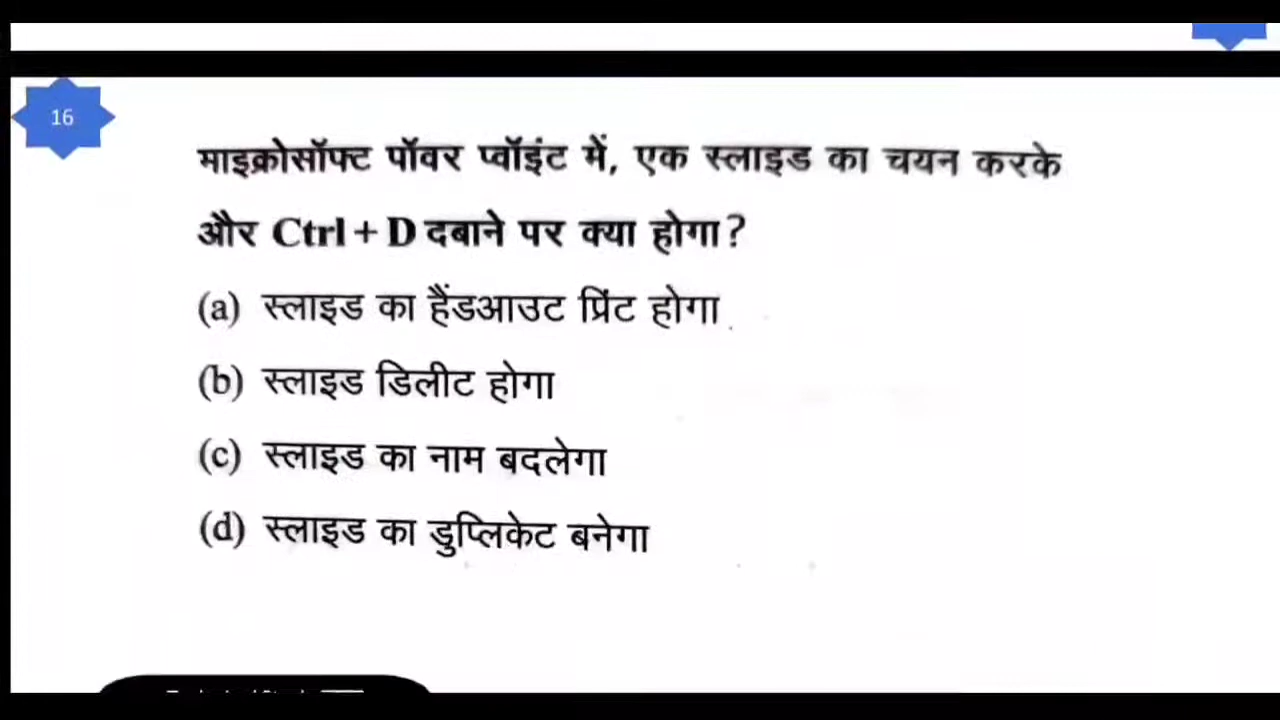 16
माइक्रोसॉफ्ट पॉवर प्वॉइंट में, एक स्लाइड का चयन करके
और Ctrl + D दबाने पर क्या होगा?
(a) स्लाइड का हैंडआउट प्रिंट होगा
(b) स्लाइड डिलीट होगा
(c) स्लाइड का नाम बदलेगा
(d) स्लाइड का डुप्लिकेट बनेगा